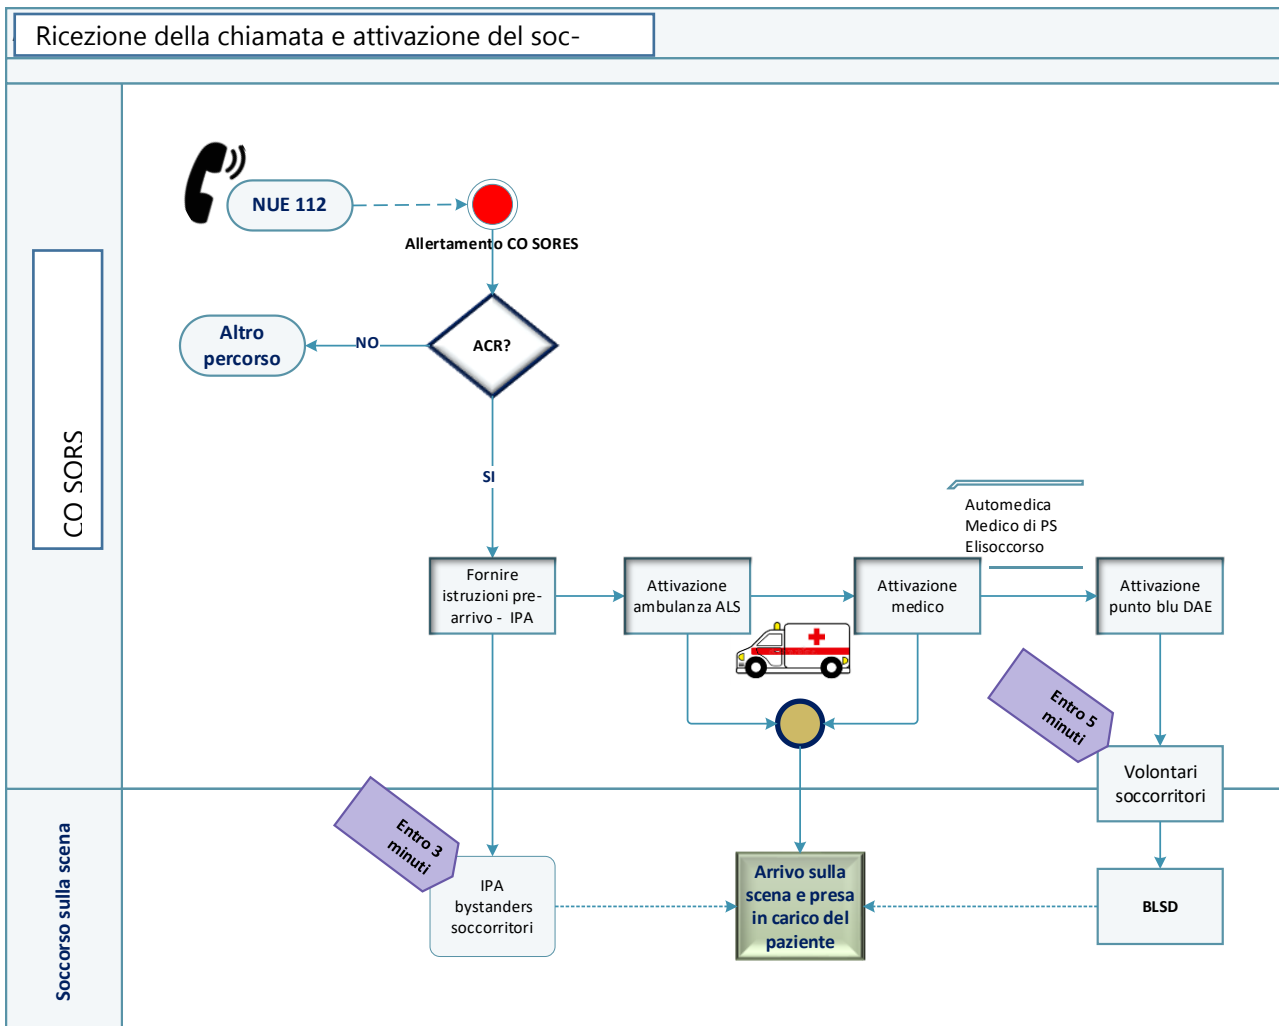 Ricezione della chiamata e attivazione del soc-
NUE 112
Allertamento CO SORES
Altro
percorso
NO
ACR?
CO SORS
SI
Automedica
Medico di PS
Elisoccorso
Fornire
istruzioni pre-
arrivo - IPA
Attivazione
ambulanza ALS
Attivazione
medico
Attivazione
punto blu DAE
Entro 5
minuti
Volontari
soccorritori
Soccorso sulla scena
Entro 3
minuti
IPA
bystanders
soccorritori
Arrivo sulla
scena e presa
in carico del
paziente
BLSD